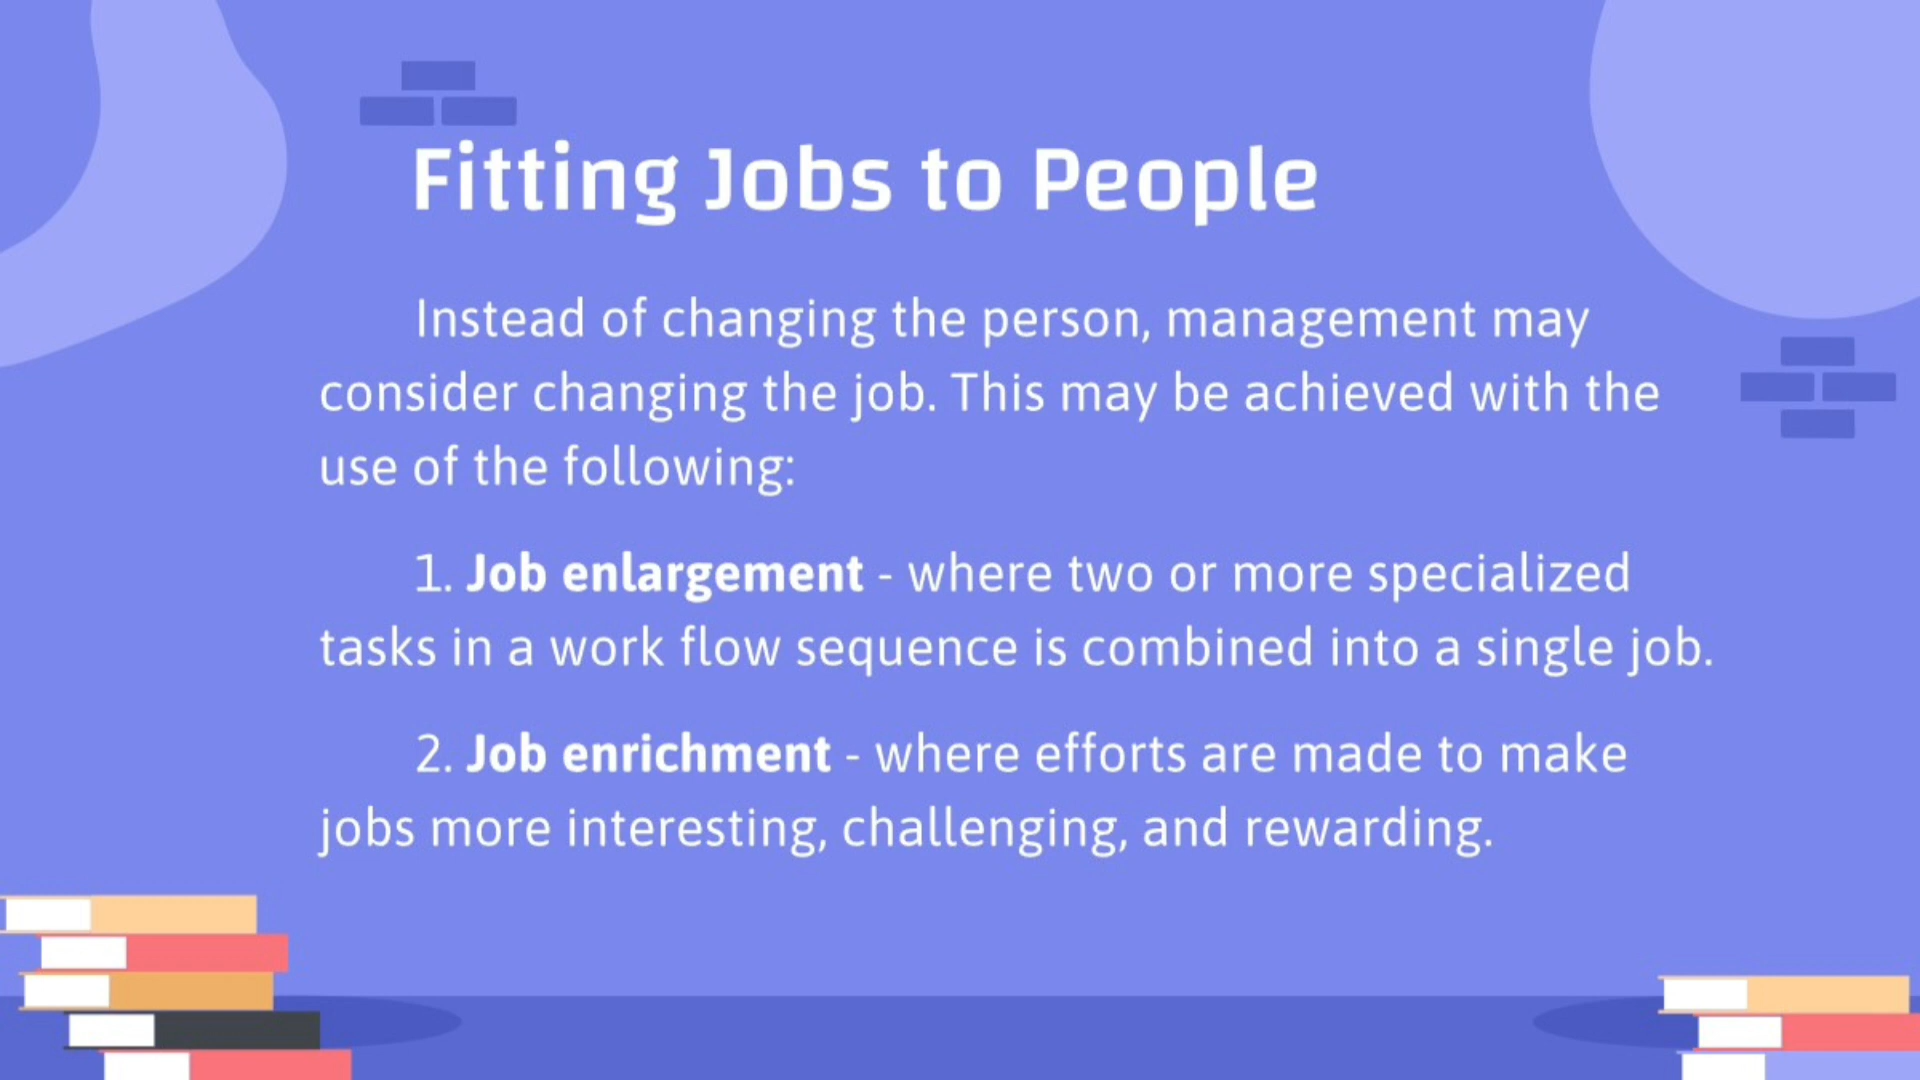 Fitting Jobs to People
Instead of changing the person, management may
consider changing the job. This may be achieved with the
use of the following:
1. Job enlargement - where two or more specialized
tasks in a work flow sequence is combined into a single job.
2. Job enrichment - where efforts are made to make
jobs more interesting, challenging, and rewarding.